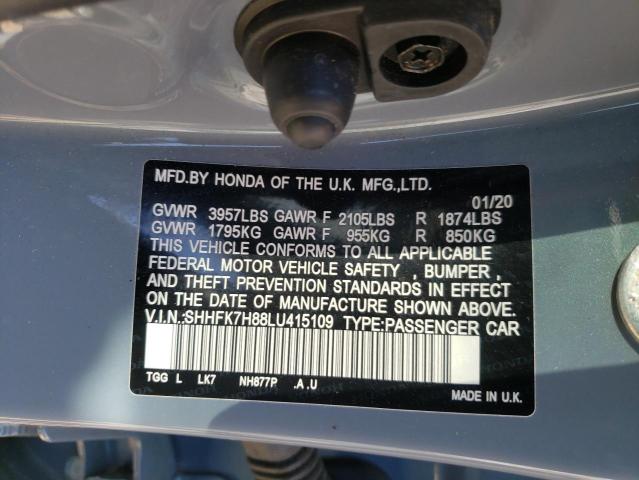 MFD.BY HONDA OF THE U.K. MFG.,LTD.
01/20
GVWR 3957LBS GAWR F 2105LBS R 1874LBS
GVWR 1795KG GAWR F 955KG R 850KG
THIS VEHICLE CONFORMS TO ALL APPLICABLE
FEDERAL MOTOR VEHICLE SAFETY , BUMPER ,
AND THEFT PREVENTION STANDARDS IN EFFECT
ON THE DATE OF MANUFACTURE SHOWN ABOVE.
V.I.N.:SHHFK7H88LU415109 TYPE:PASSENGER CAR
TGG L LK7 NH877P .A .U
MADE IN U.K.